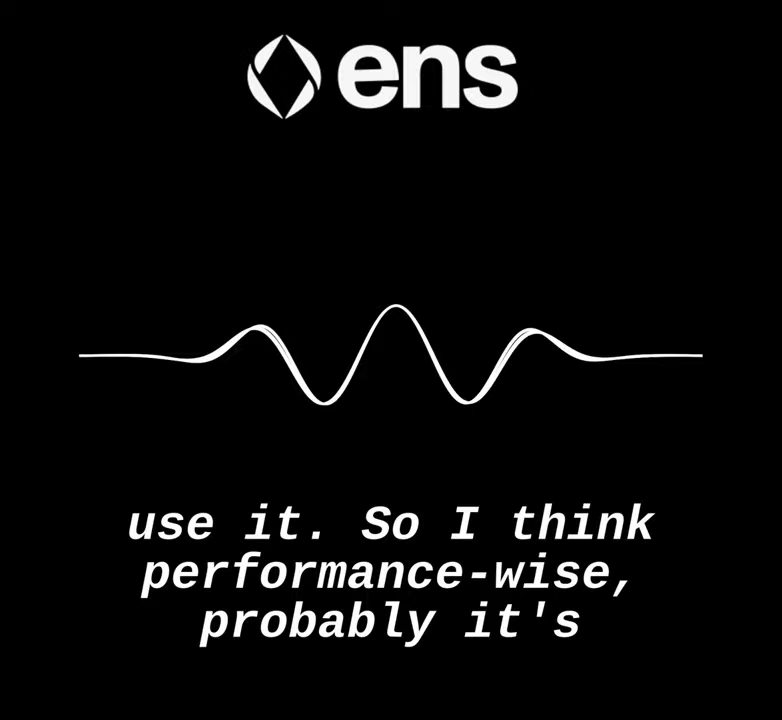 ens
use it. So I think
performance-wise,
probably it's